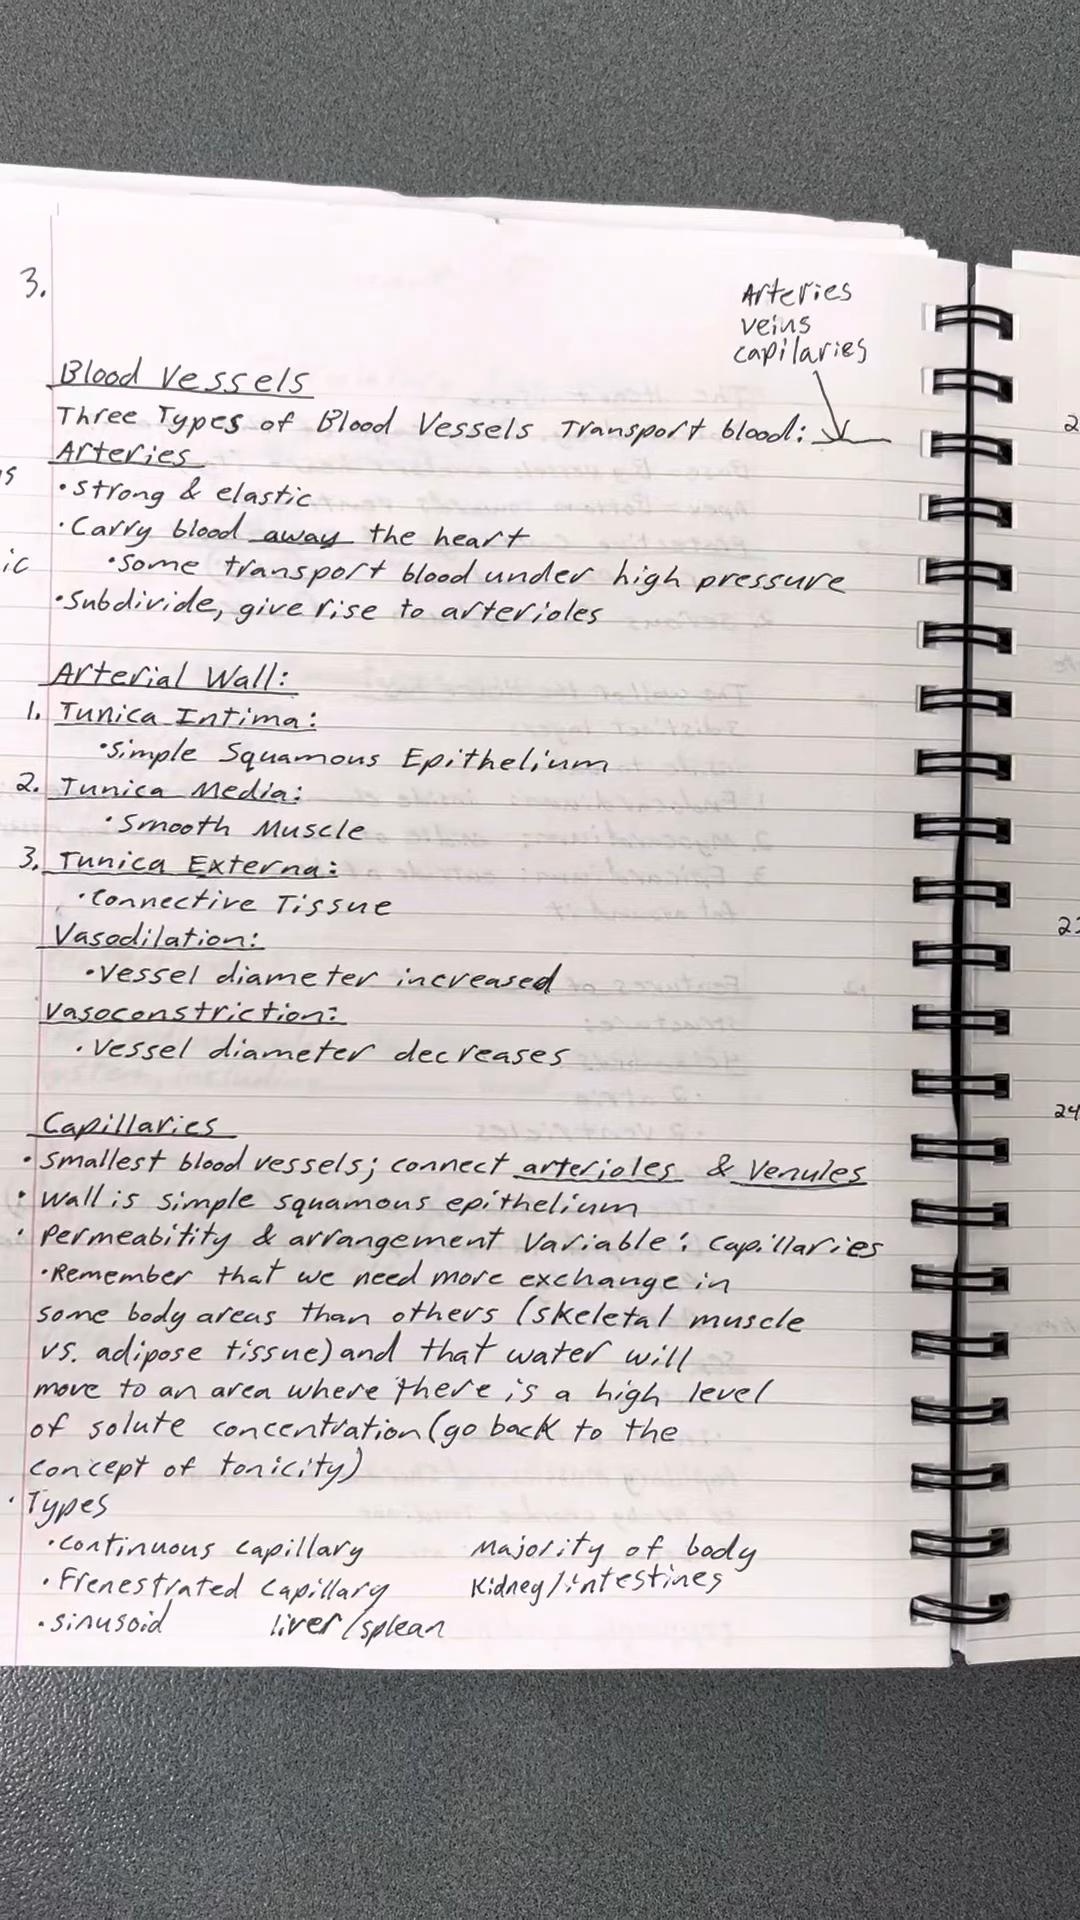 3.
Arteries
veins
capilaries
Blood Vessels
Three Types of Blood Vessels Transport blood:
Arteries
•Strong & elastic
•Carry blood away the heart
•Some transport blood under high pressure
•Subdivide, give rise to arterioles
Arterial Wall:
1. Tunica Intima:
•Simple Squamous Epithelium
2. Tunica Media:
•Smooth Muscle
3. Tunica Externa:
•Connective Tissue
Vasodilation:
•Vessel diameter increased
Vasoconstriction:
•Vessel diameter decreases
Capillaries
•Smallest blood vessels; connect arterioles & Venules
•Wall is simple squamous epithelium
•Permeabitity & arrangement Variable: Capillaries
•Remember that we need more exchange in
some body areas than others (skeletal muscle
vs. adipose tissue) and that water will
move to an area where there is a high level
of solute concentration (go back to the
concept of tonicity)
•Types
•Continuous Capillary Majority of body
•Frenestrated Capillary Kidney/intestines
•sinusoid liver/splean
ic
24